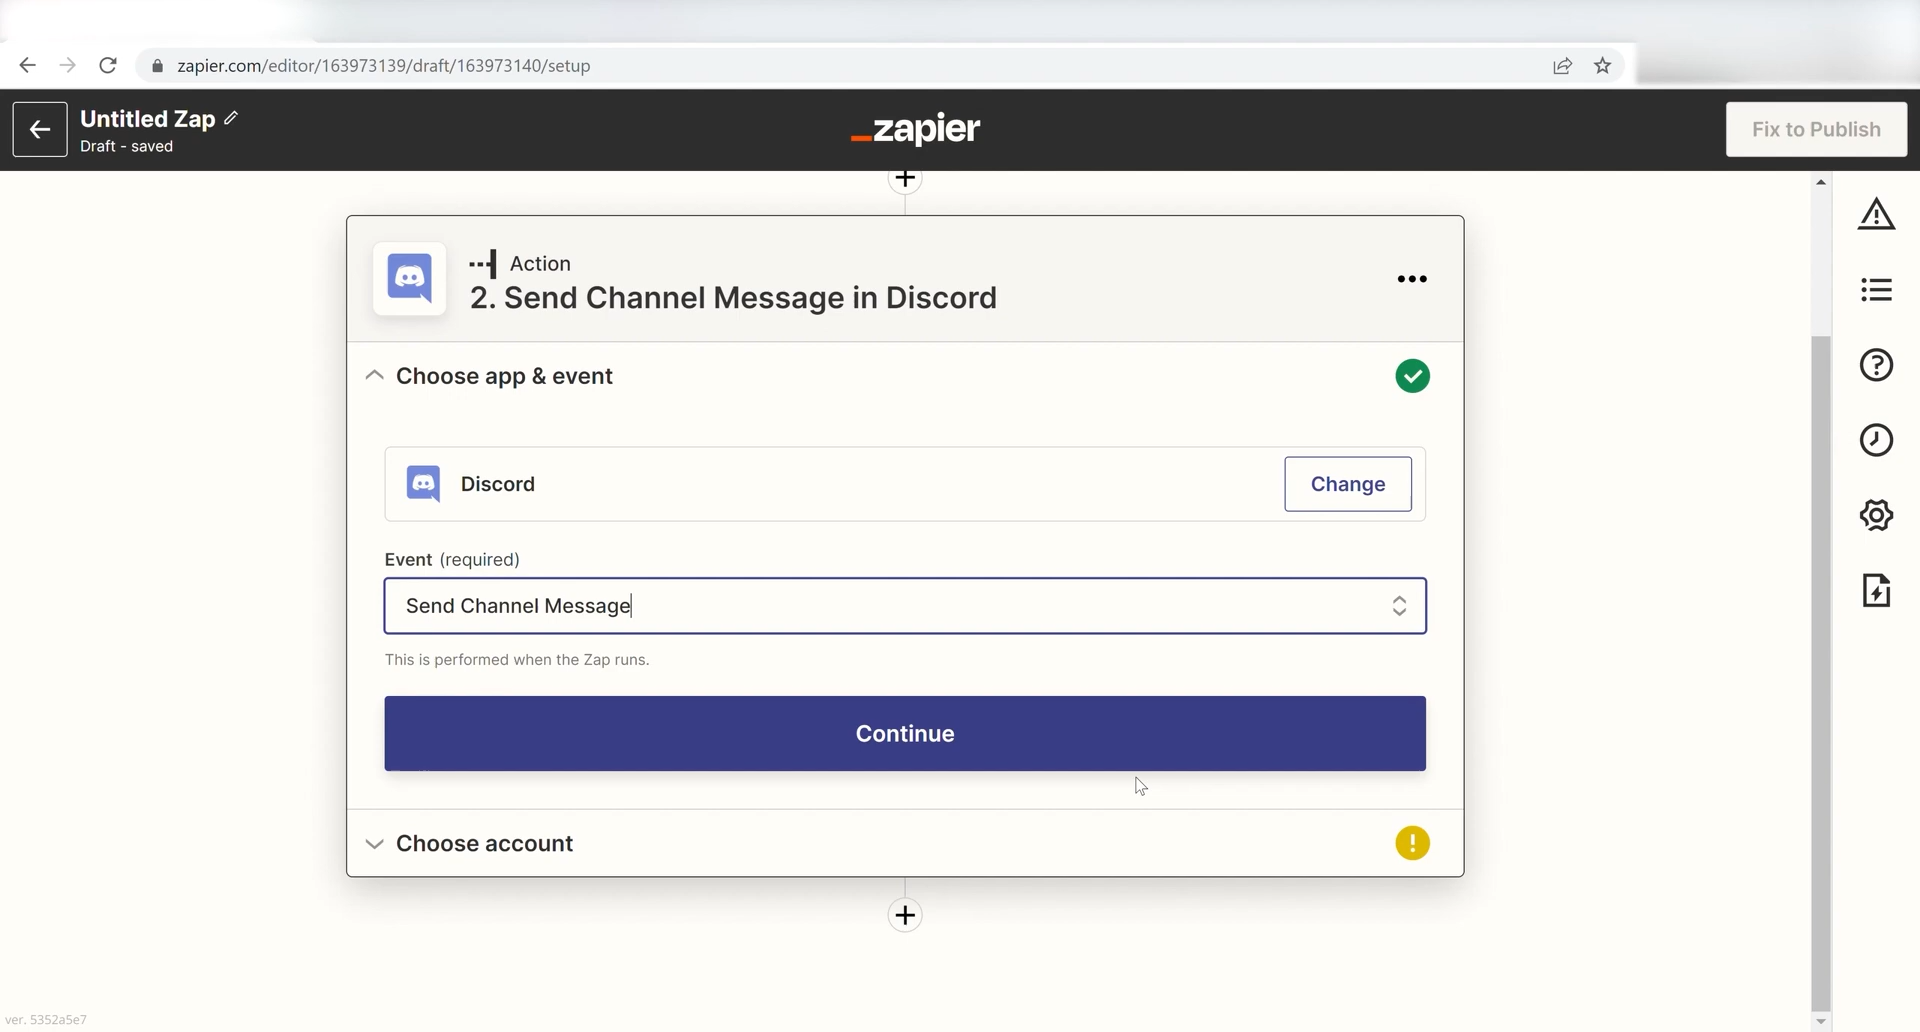 zapier.com/editor/163973139/draft/163973140/setup
Untitled Zap
Draft - saved
zapier
Fix to Publish
Action
2. Send Channel Message in Discord
Choose app & event
Discord
Change
Event (required)
Send Channel Message
This is performed when the Zap runs.
Continue
Choose account
ver. 5352a5e7